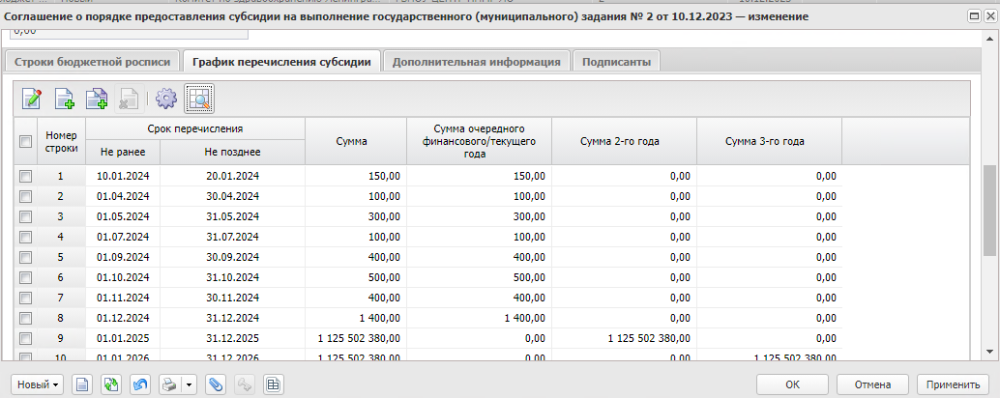 Соглашение о порядке предоставления субсидии на выполнение государственного (муниципального) задания № 2 от 10.12.2023 — изменение
0,00
Строки бюджетной росписи График перечисления субсидии Дополнительная информация Подписанты
Номер строки Срок перечисления Сумма Сумма очередного финансового/текущего года Сумма 2-го года Сумма 3-го года
Не ранее Не позднее
1 10.01.2024 20.01.2024 150,00 150,00 0,00 0,00
2 01.04.2024 30.04.2024 100,00 100,00 0,00 0,00
3 01.05.2024 31.05.2024 300,00 300,00 0,00 0,00
4 01.07.2024 31.07.2024 100,00 100,00 0,00 0,00
5 01.09.2024 30.09.2024 400,00 400,00 0,00 0,00
6 01.10.2024 31.10.2024 500,00 500,00 0,00 0,00
7 01.11.2024 30.11.2024 400,00 400,00 0,00 0,00
8 01.12.2024 31.12.2024 1 400,00 1 400,00 0,00 0,00
9 01.01.2025 31.12.2025 1 125 502 380,00 0,00 1 125 502 380,00 0,00
10 01.01.2026 31.12.2026 1 125 502 380,00 0,00 0,00 1 125 502 380,00
Новый ОК Отмена Применить